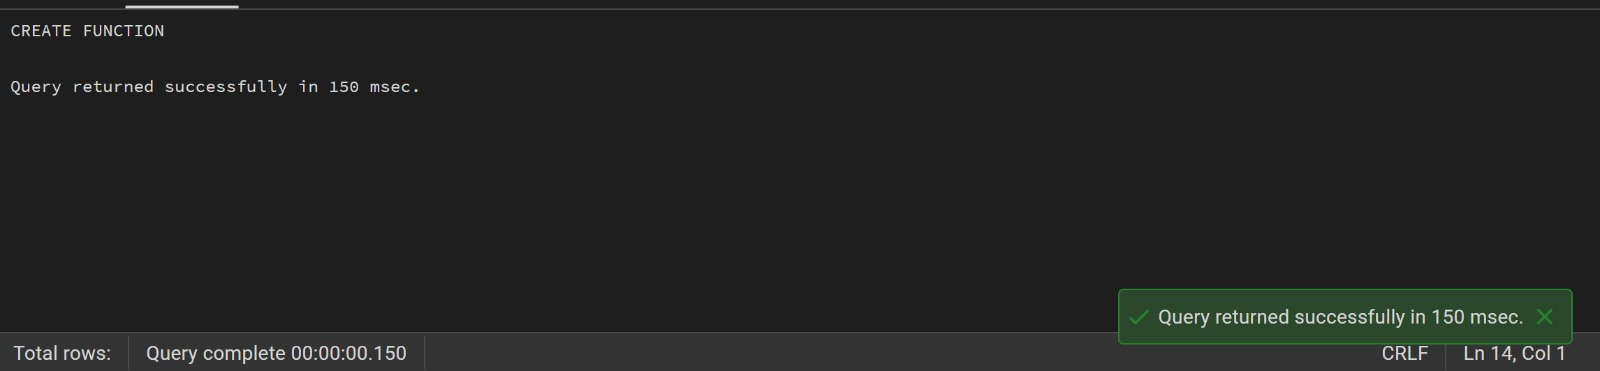 CREATE FUNCTION
Query returned successfully in 150 msec.
Query returned successfully in 150 msec.
Total rows:
Query complete 00:00:00.150
CRLF
Ln 14, Col 1